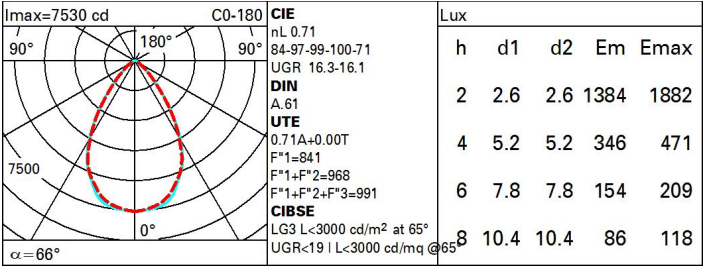 Imax=7530 cd C0-180
90° 180° 90°
7500
0°
α=66°
CIE
nL 0.71
84-97-99-100-71
UGR 16.3-16.1
DIN
A.61
UTE
0.71A+0.00T
F"1=841
F"1+F"2=968
F"1+F"2+F"3=991
CIBSE
LG3 L<3000 cd/m² at 65°
UGR<19 | L<3000 cd/mq @65°
Lux
h d1 d2 Em Emax
2 2.6 2.6 1384 1882
4 5.2 5.2 346 471
6 7.8 7.8 154 209
8 10.4 10.4 86 118